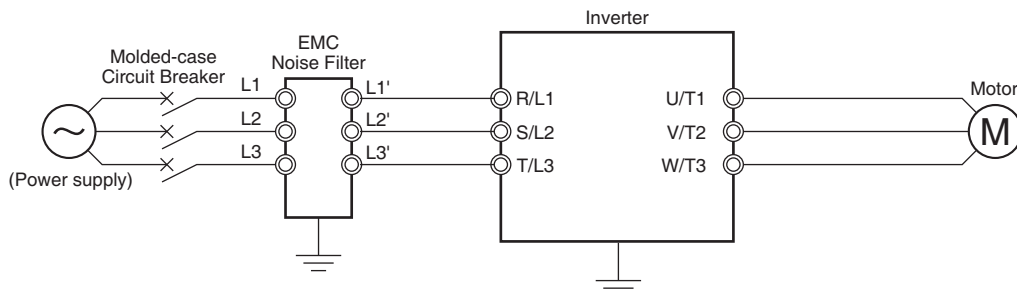 Inverter
EMC
Noise Filter
Molded-case
Circuit Breaker
L1
L1'
R/L1
U/T1
Motor
L2
L2'
S/L2
V/T2
M
L3
L3'
T/L3
W/T3
(Power supply)